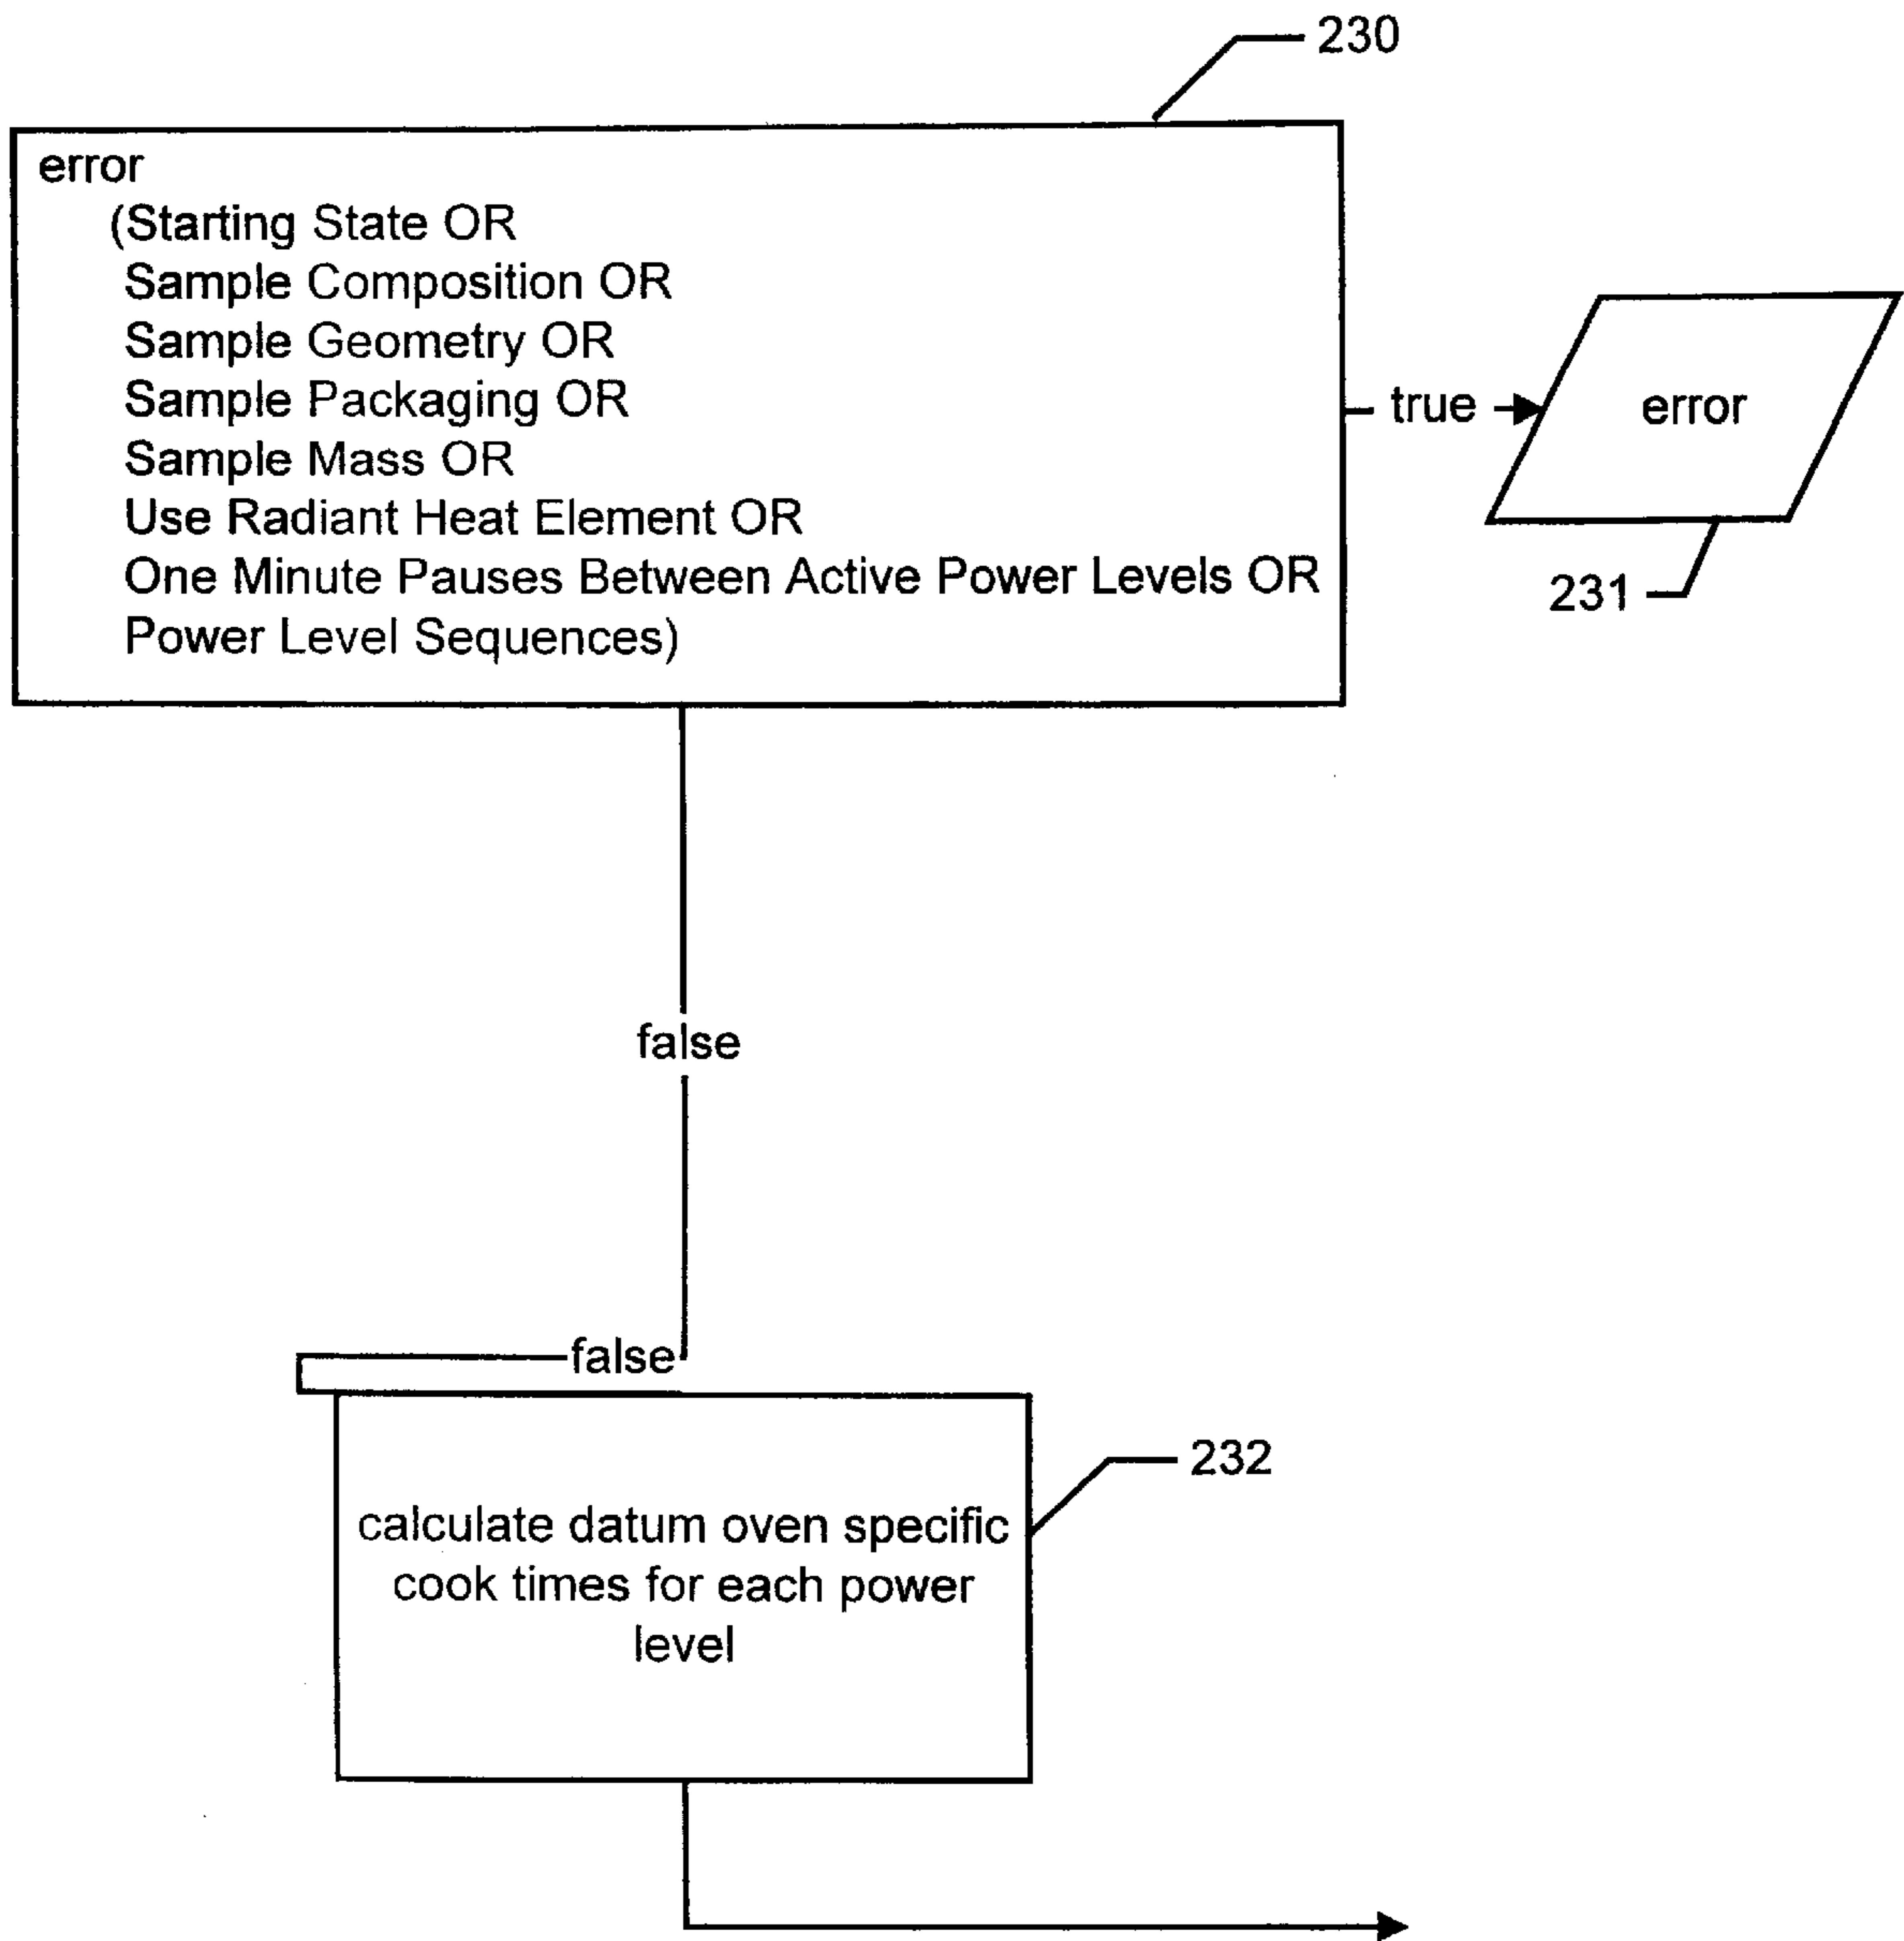 230
error
(Starting State OR
Sample Composition OR
Sample Geometry OR
Sample Packaging OR
Sample Mass OR
Use Radiant Heat Element OR
One Minute Pauses Between Active Power Levels OR
Power Level Sequences)
true
error
231
false
false
232
calculate datum oven specific
cook times for each power
level